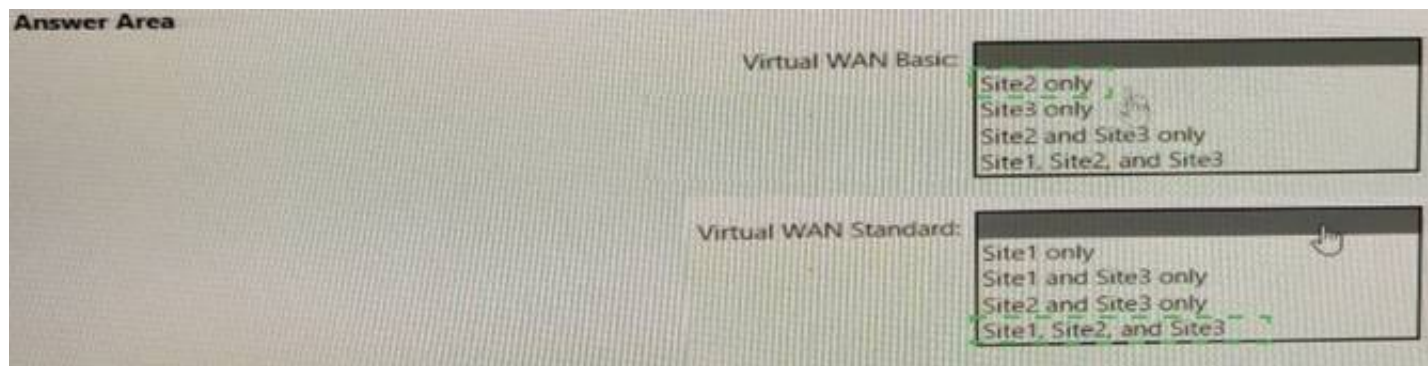 Answer Area
Virtual WAN Basic:
Site2 only
Site3 only
Site2 and Site3 only
Site1, Site2, and Site3
Virtual WAN Standard:
Site1 only
Site1 and Site3 only
Site2 and Site3 only
Site1, Site2, and Site3